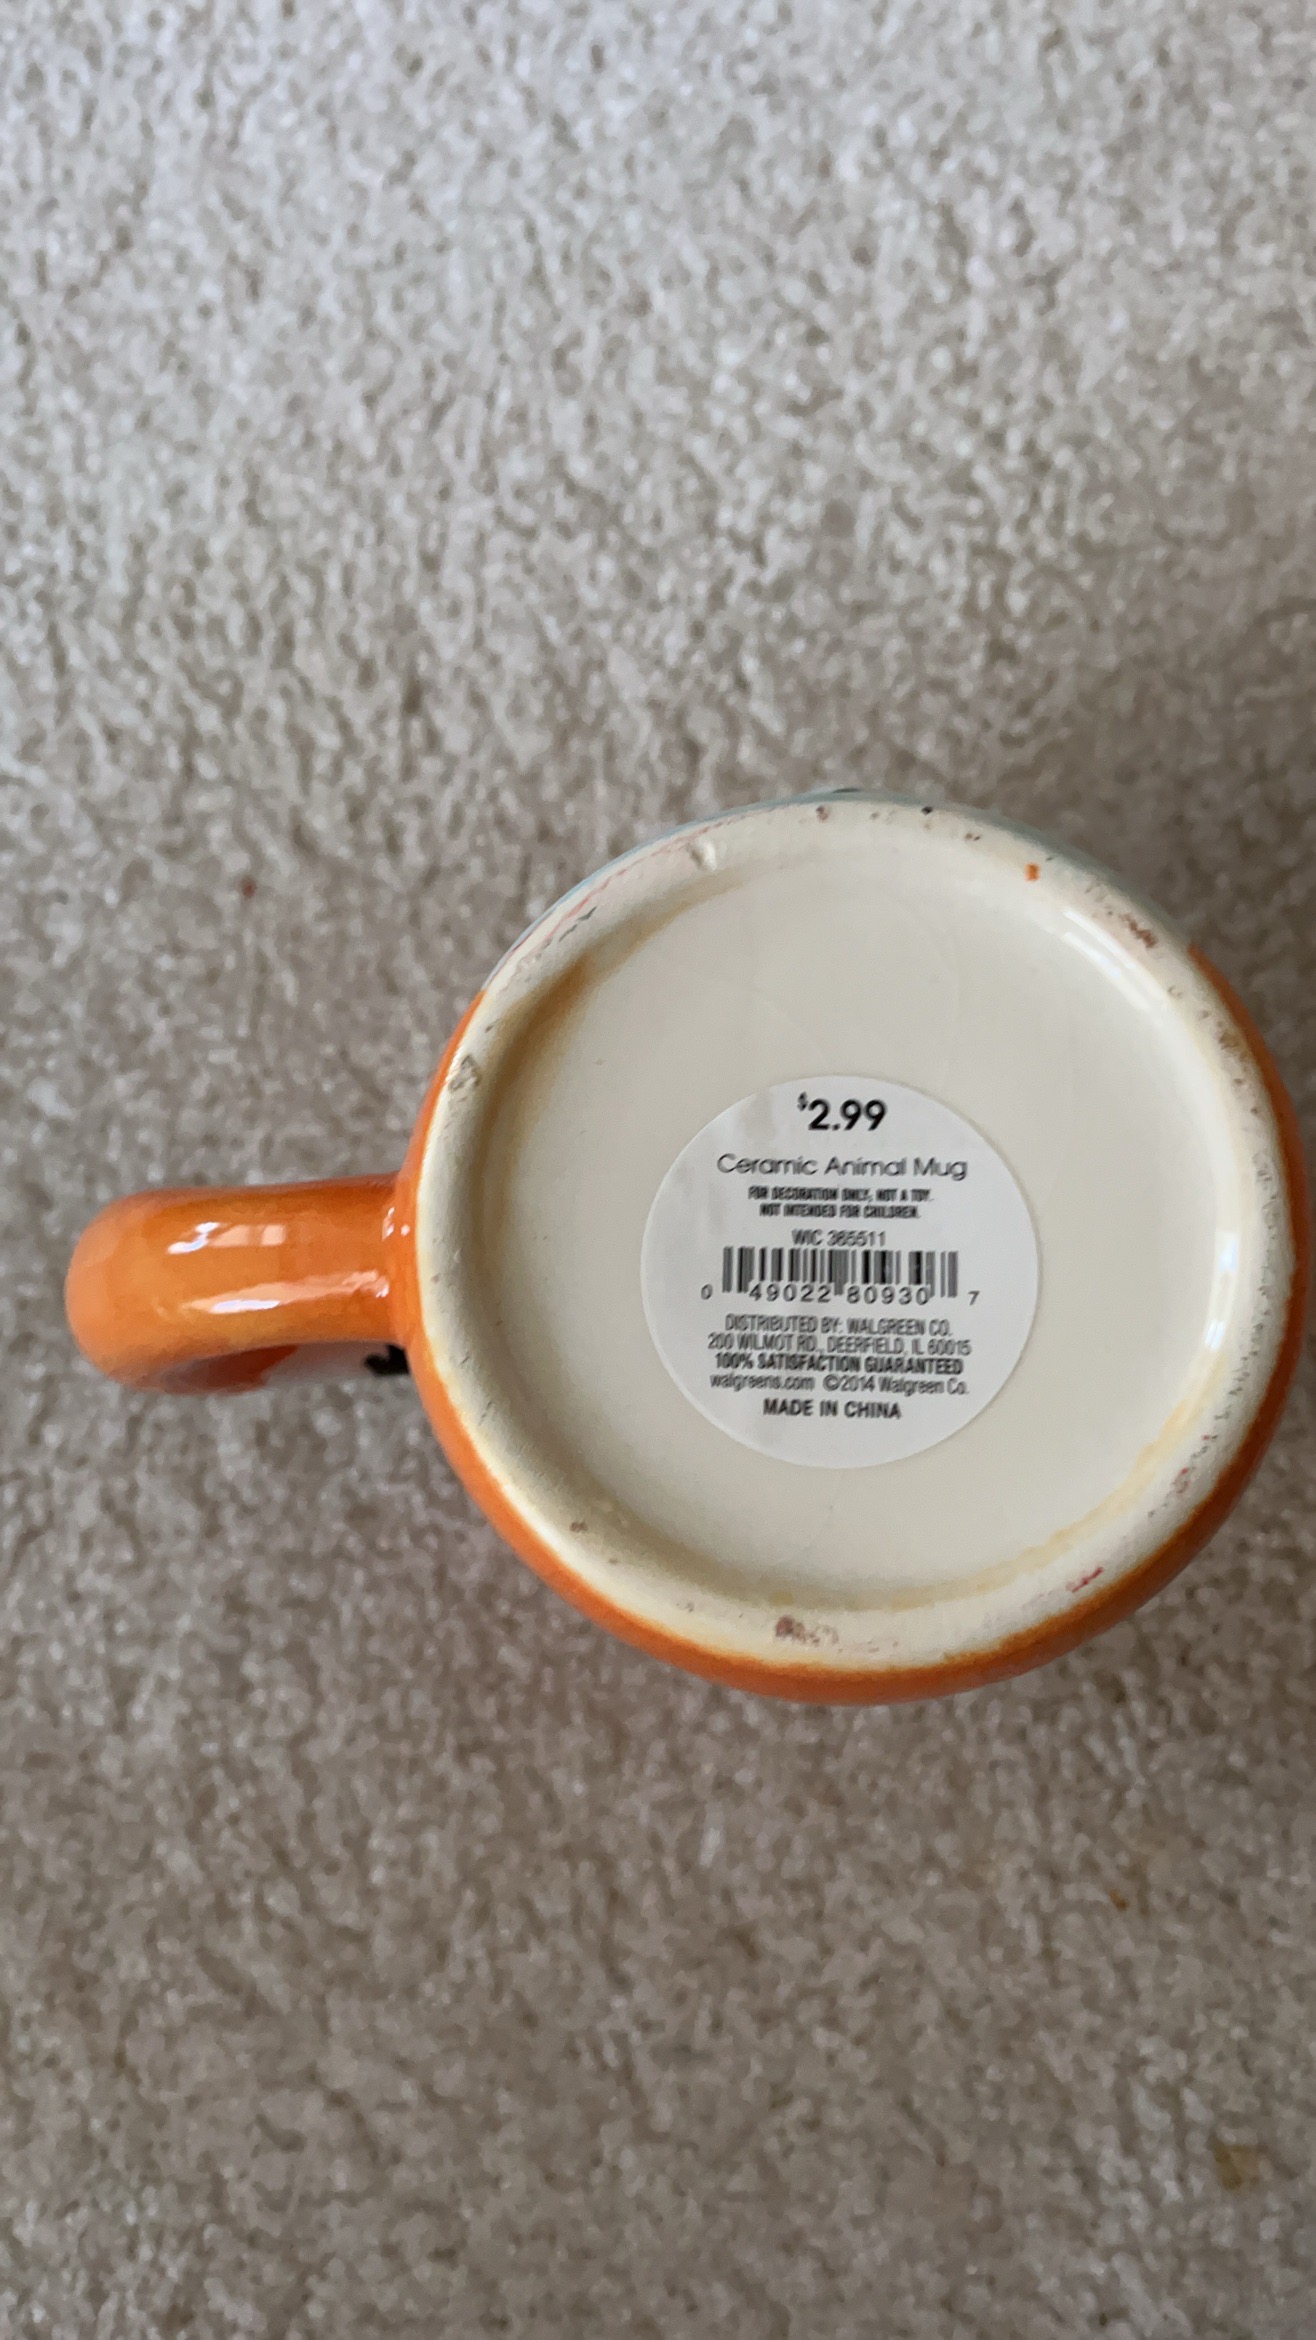 $2.99
Ceramic Animal Mug
FOR DECORATION ONLY, NOT A TOY.
NOT INTENDED FOR CHILDREN.
WIC 385511
0 49022 80930 7
DISTRIBUTED BY: WALGREEN CO.
200 WILMOT RD., DEERFIELD, IL 60015
100% SATISFACTION GUARANTEED
walgreens.com ©2014 Walgreen Co.
MADE IN CHINA